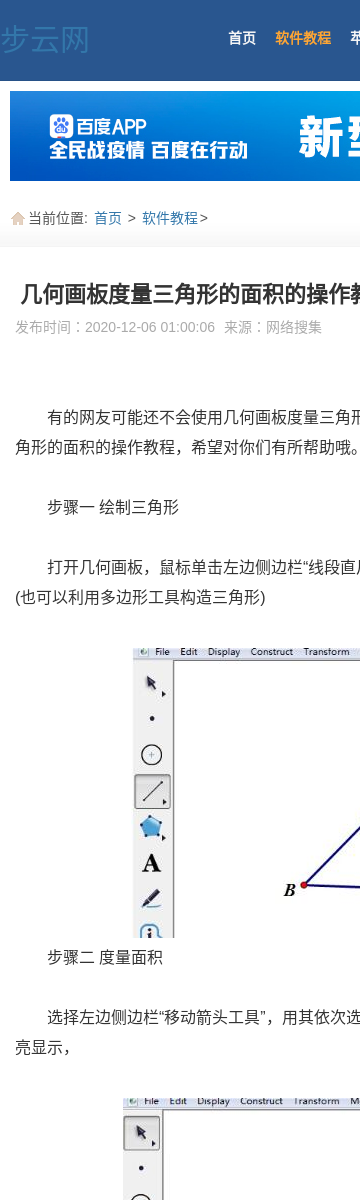 步云网
首页 软件教程
百度APP
全民战疫情 百度在行动
新型
当前位置: 首页 > 软件教程>
几何画板度量三角形的面积的操作教
发布时间：2020-12-06 01:00:06 来源：网络搜集
有的网友可能还不会使用几何画板度量三角形
角形的面积的操作教程，希望对你们有所帮助哦。
步骤一 绘制三角形
打开几何画板，鼠标单击左边侧边栏“线段直尺
(也可以利用多边形工具构造三角形)
File Edit Display Construct Transform
A
B
步骤二 度量面积
选择左边侧边栏“移动箭头工具”，用其依次选
亮显示，
File Edit Display Construct Transform